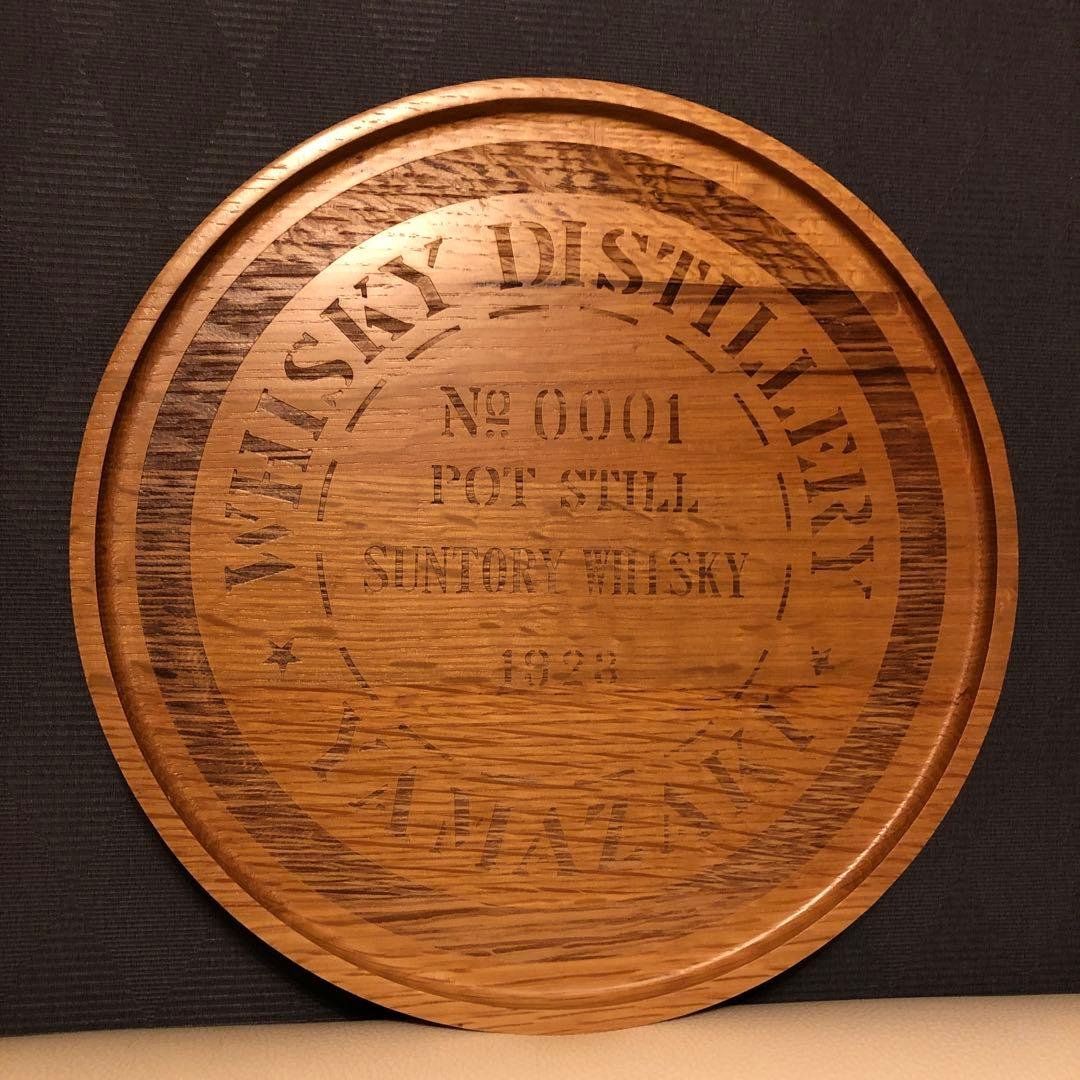 WHISKY DISTILLERY
Nº 0001
POT STILL
SUNTORY WHISKY
1923
YAMAZAKI